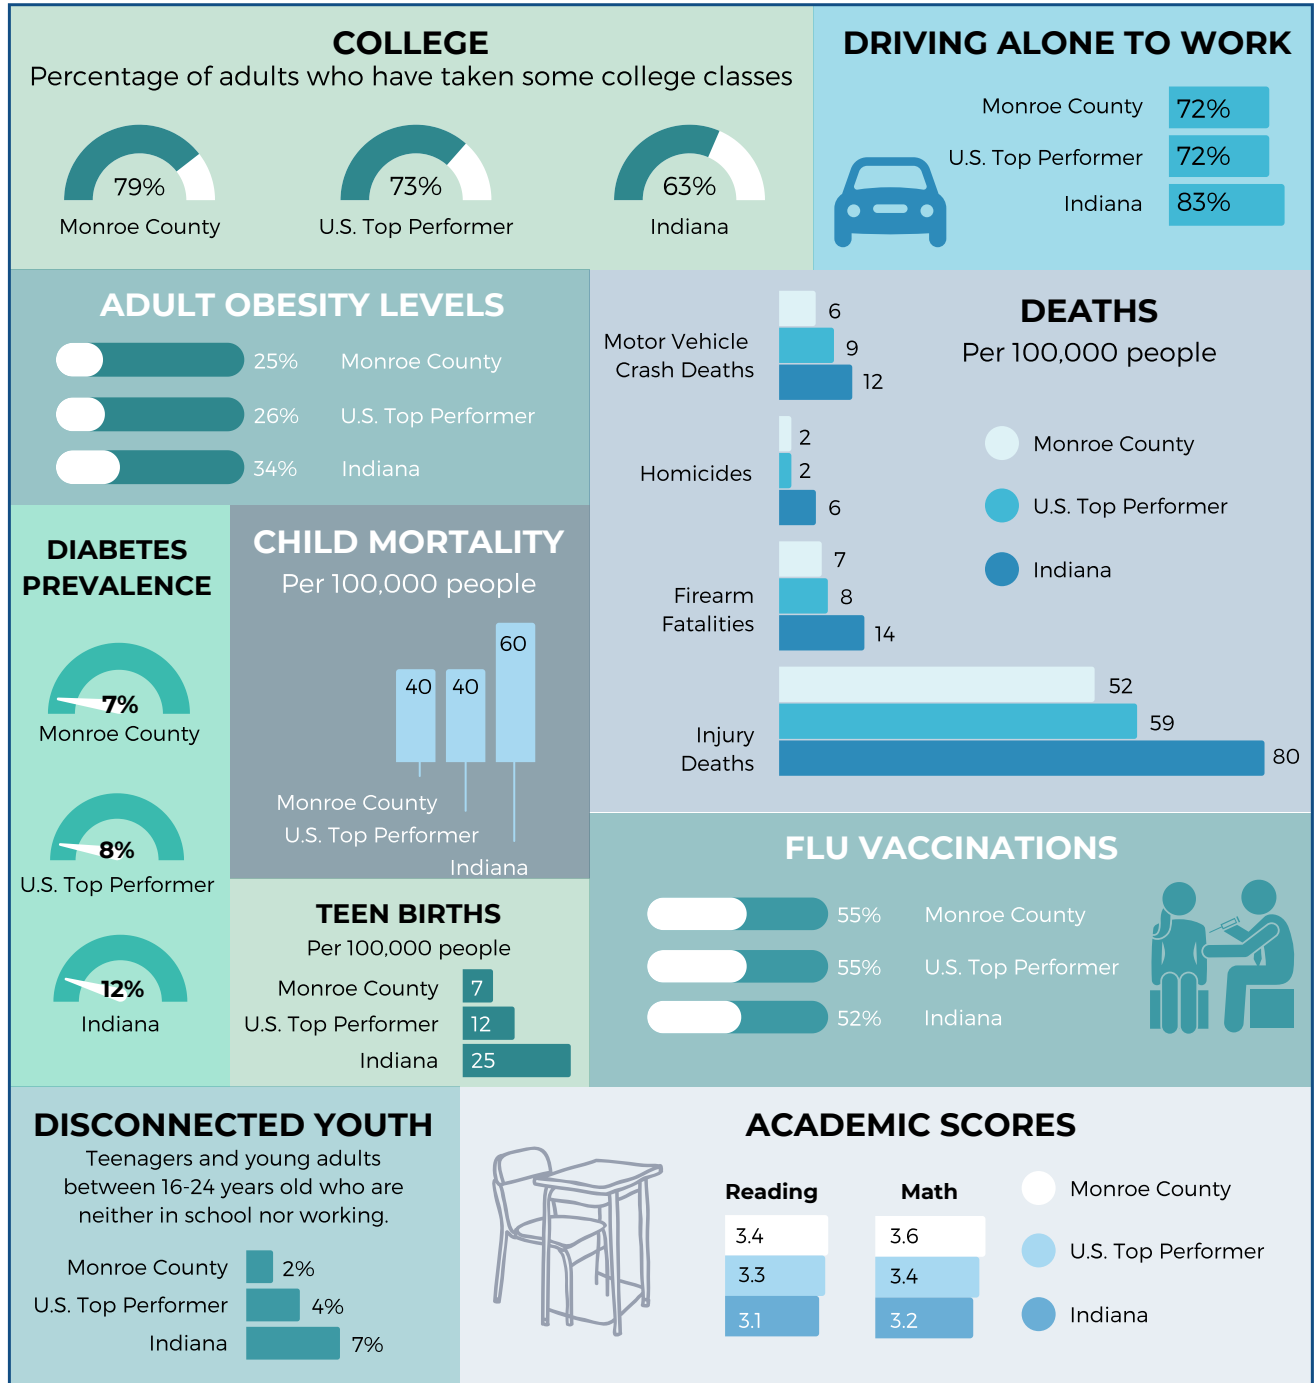 COLLEGE
Percentage of adults who have taken some college classes
79%
Monroe County
73%
U.S. Top Performer
63%
Indiana
DRIVING ALONE TO WORK
Monroe County 72%
U.S. Top Performer 72%
Indiana 83%
ADULT OBESITY LEVELS
25% Monroe County
26% U.S. Top Performer
34% Indiana
DEATHS
Per 100,000 people
Motor Vehicle
Crash Deaths
6
9
12
Homicides
2
2
6
Firearm
Fatalities
7
8
14
Injury
Deaths
52
59
80
Monroe County
U.S. Top Performer
Indiana
DIABETES
PREVALENCE
7%
Monroe County
8%
U.S. Top Performer
12%
Indiana
CHILD MORTALITY
Per 100,000 people
40
40
60
Monroe County
U.S. Top Performer
Indiana
TEEN BIRTHS
Per 100,000 people
Monroe County 7
U.S. Top Performer 12
Indiana 25
FLU VACCINATIONS
55% Monroe County
55% U.S. Top Performer
52% Indiana
DISCONNECTED YOUTH
Teenagers and young adults
between 16-24 years old who are
neither in school nor working.
Monroe County 2%
U.S. Top Performer 4%
Indiana 7%
ACADEMIC SCORES
Reading
3.4
3.3
3.1
Math
3.6
3.4
3.2
Monroe County
U.S. Top Performer
Indiana